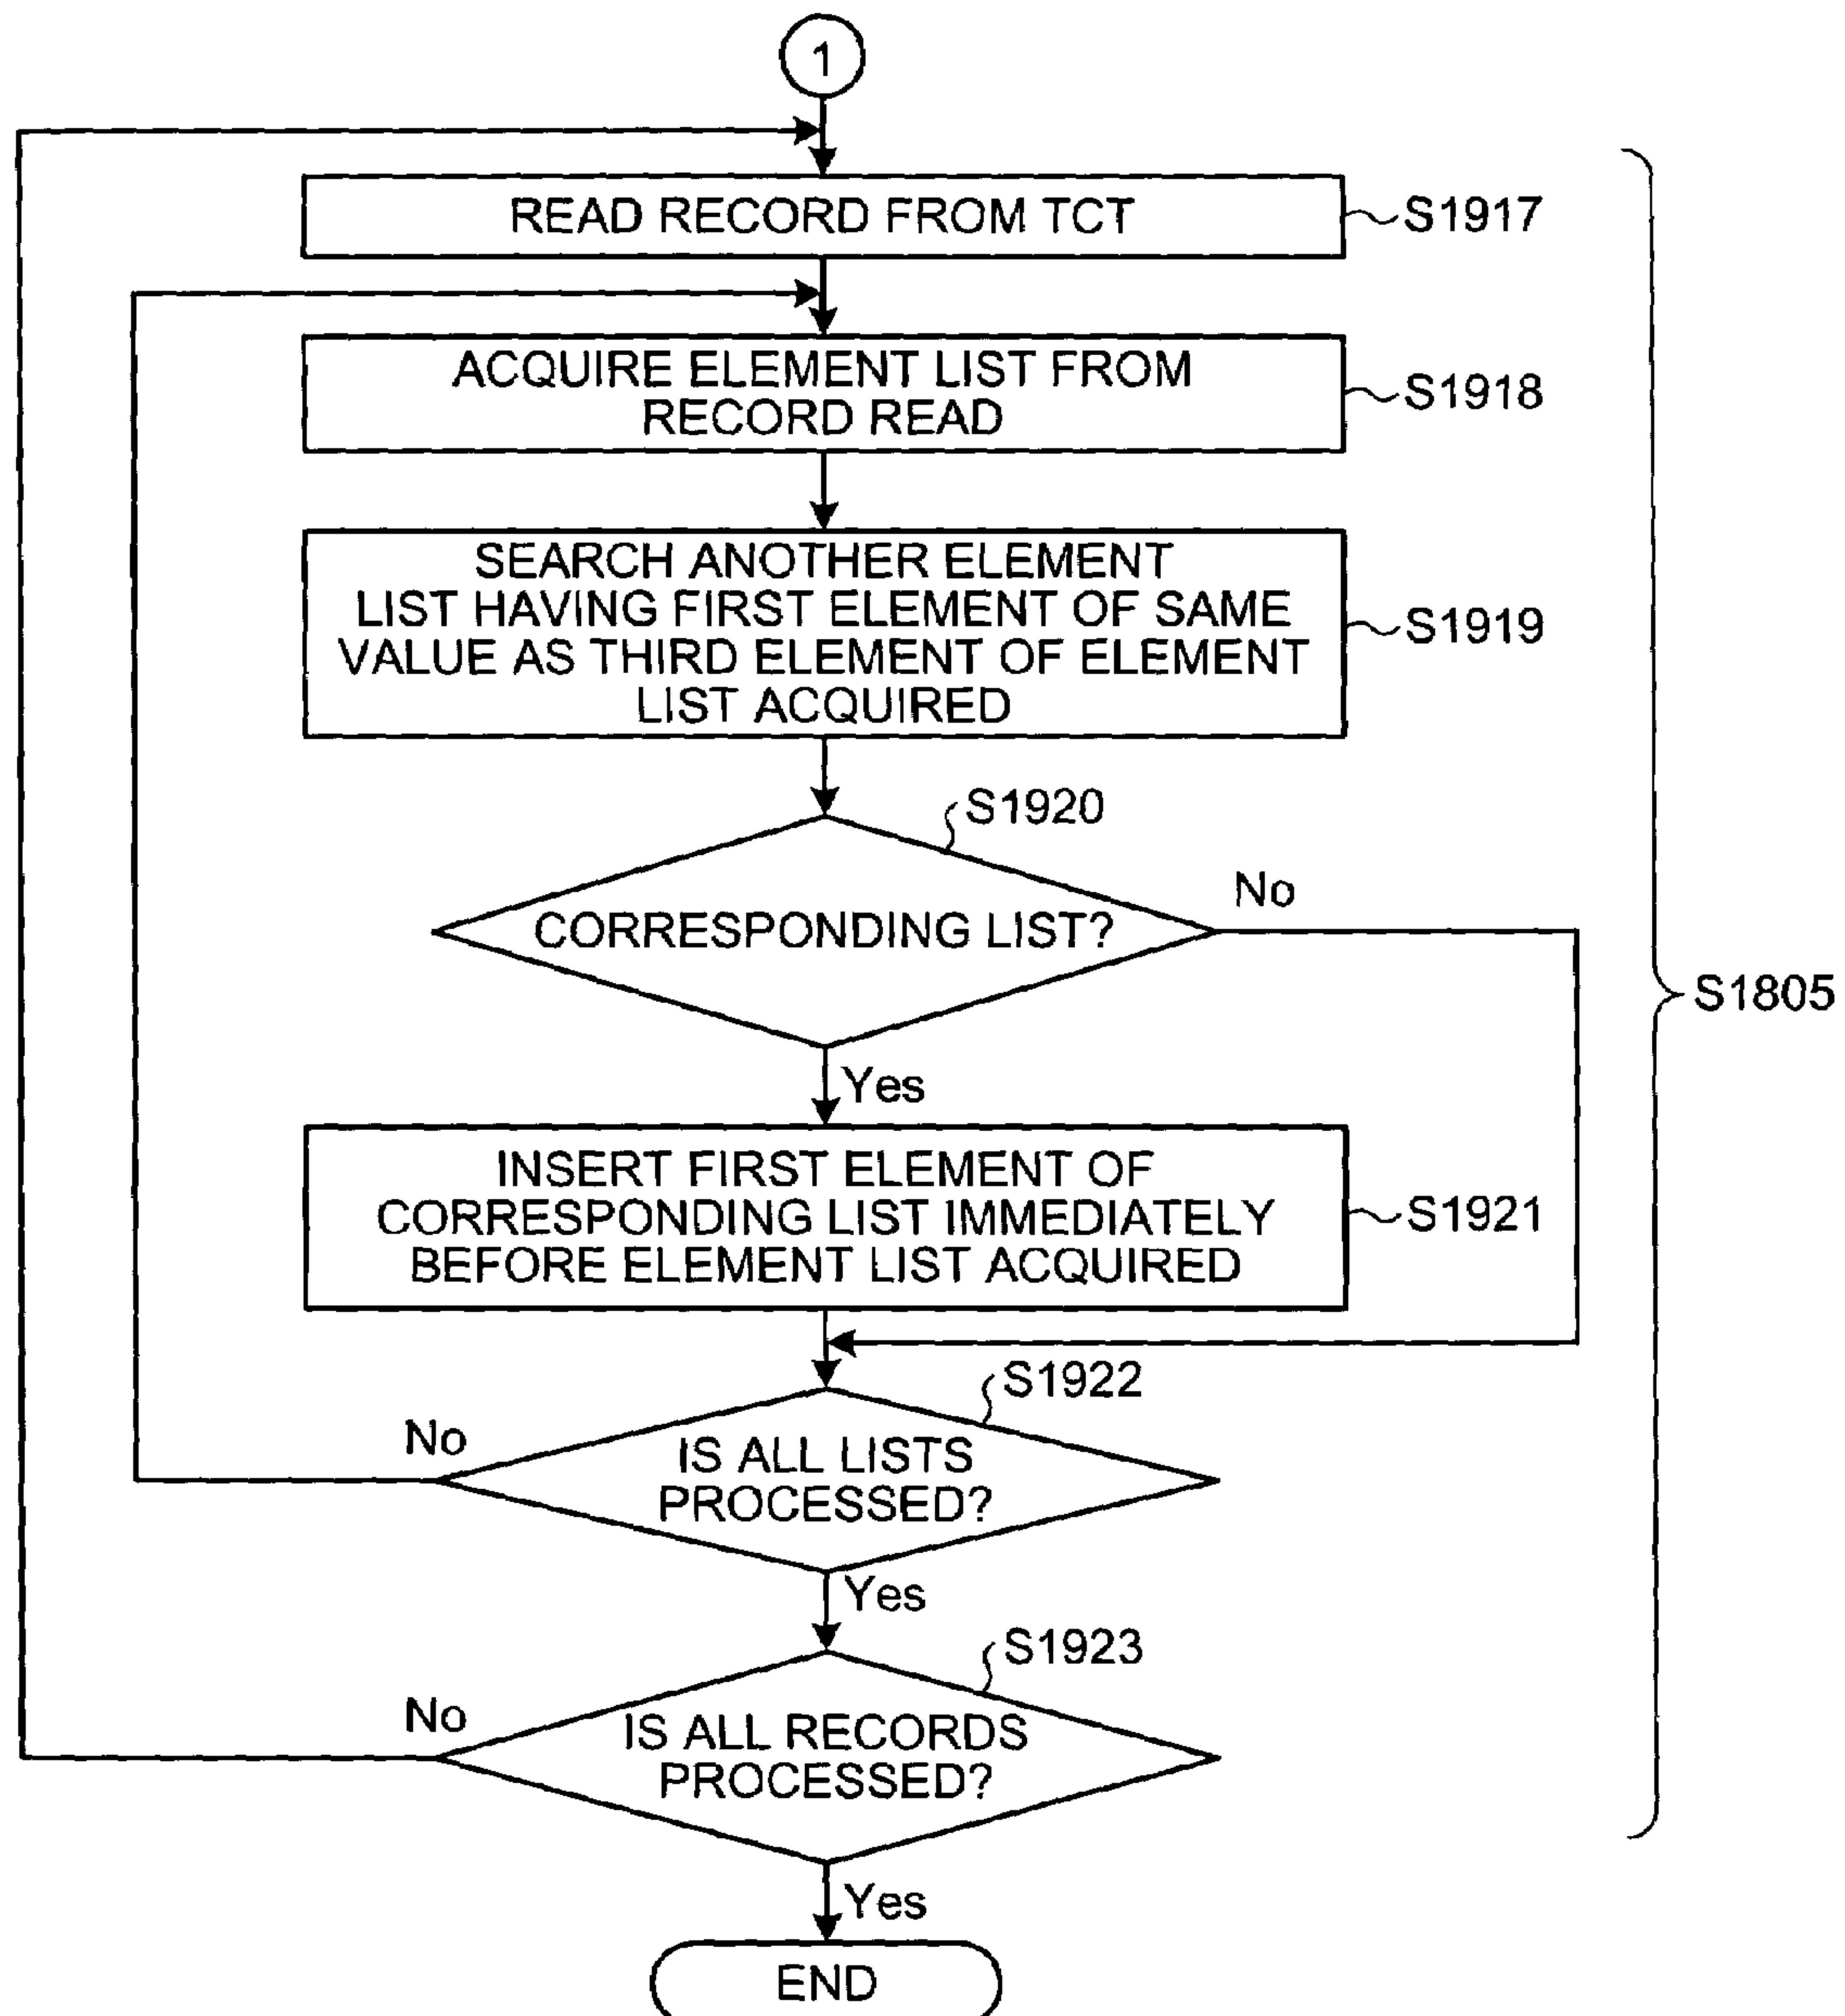 1
READ RECORD FROM TCT
S1917
ACQUIRE ELEMENT LIST FROM
RECORD READ
S1918
SEARCH ANOTHER ELEMENT
LIST HAVING FIRST ELEMENT OF SAME
VALUE AS THIRD ELEMENT OF ELEMENT
LIST ACQUIRED
S1919
S1920
CORRESPONDING LIST?
No
Yes
S1805
INSERT FIRST ELEMENT OF
CORRESPONDING LIST IMMEDIATELY
BEFORE ELEMENT LIST ACQUIRED
S1921
S1922
IS ALL LISTS
PROCESSED?
No
Yes
S1923
IS ALL RECORDS
PROCESSED?
No
Yes
END